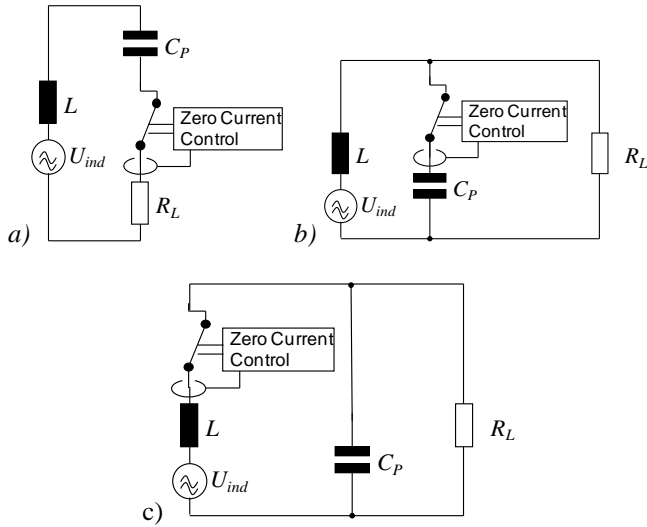 C_P
L
Zero Current
Control
U_ind
R_L
a)
Zero Current
Control
L
R_L
C_P
U_ind
b)
Zero Current
Control
L
R_L
C_P
U_ind
c)